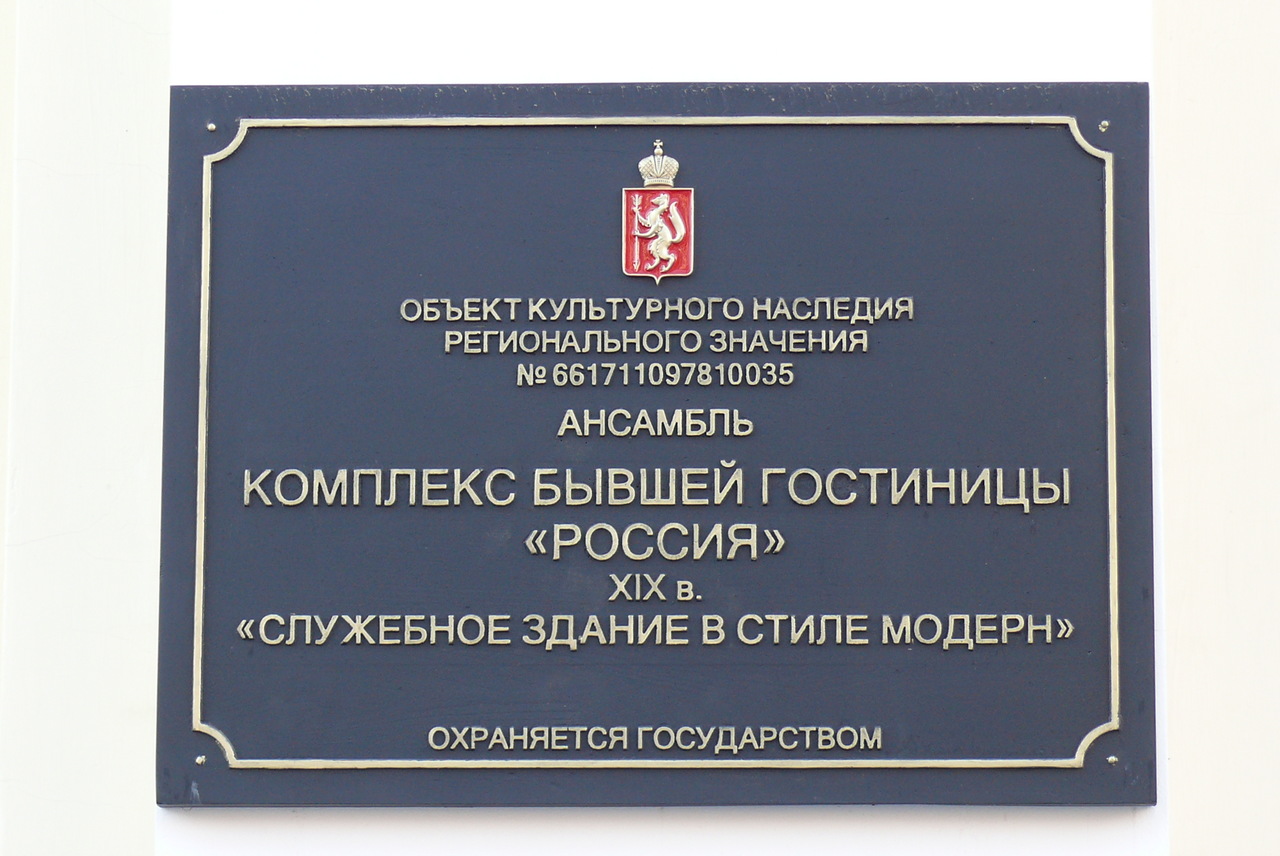 ОБЪЕКТ КУЛЬТУРНОГО НАСЛЕДИЯ
РЕГИОНАЛЬНОГО ЗНАЧЕНИЯ
№ 661711097810035
АНСАМБЛЬ
КОМПЛЕКС БЫВШЕЙ ГОСТИНИЦЫ
«РОССИЯ»
XIX в.
«СЛУЖЕБНОЕ ЗДАНИЕ В СТИЛЕ МОДЕРН»
ОХРАНЯЕТСЯ ГОСУДАРСТВОМ